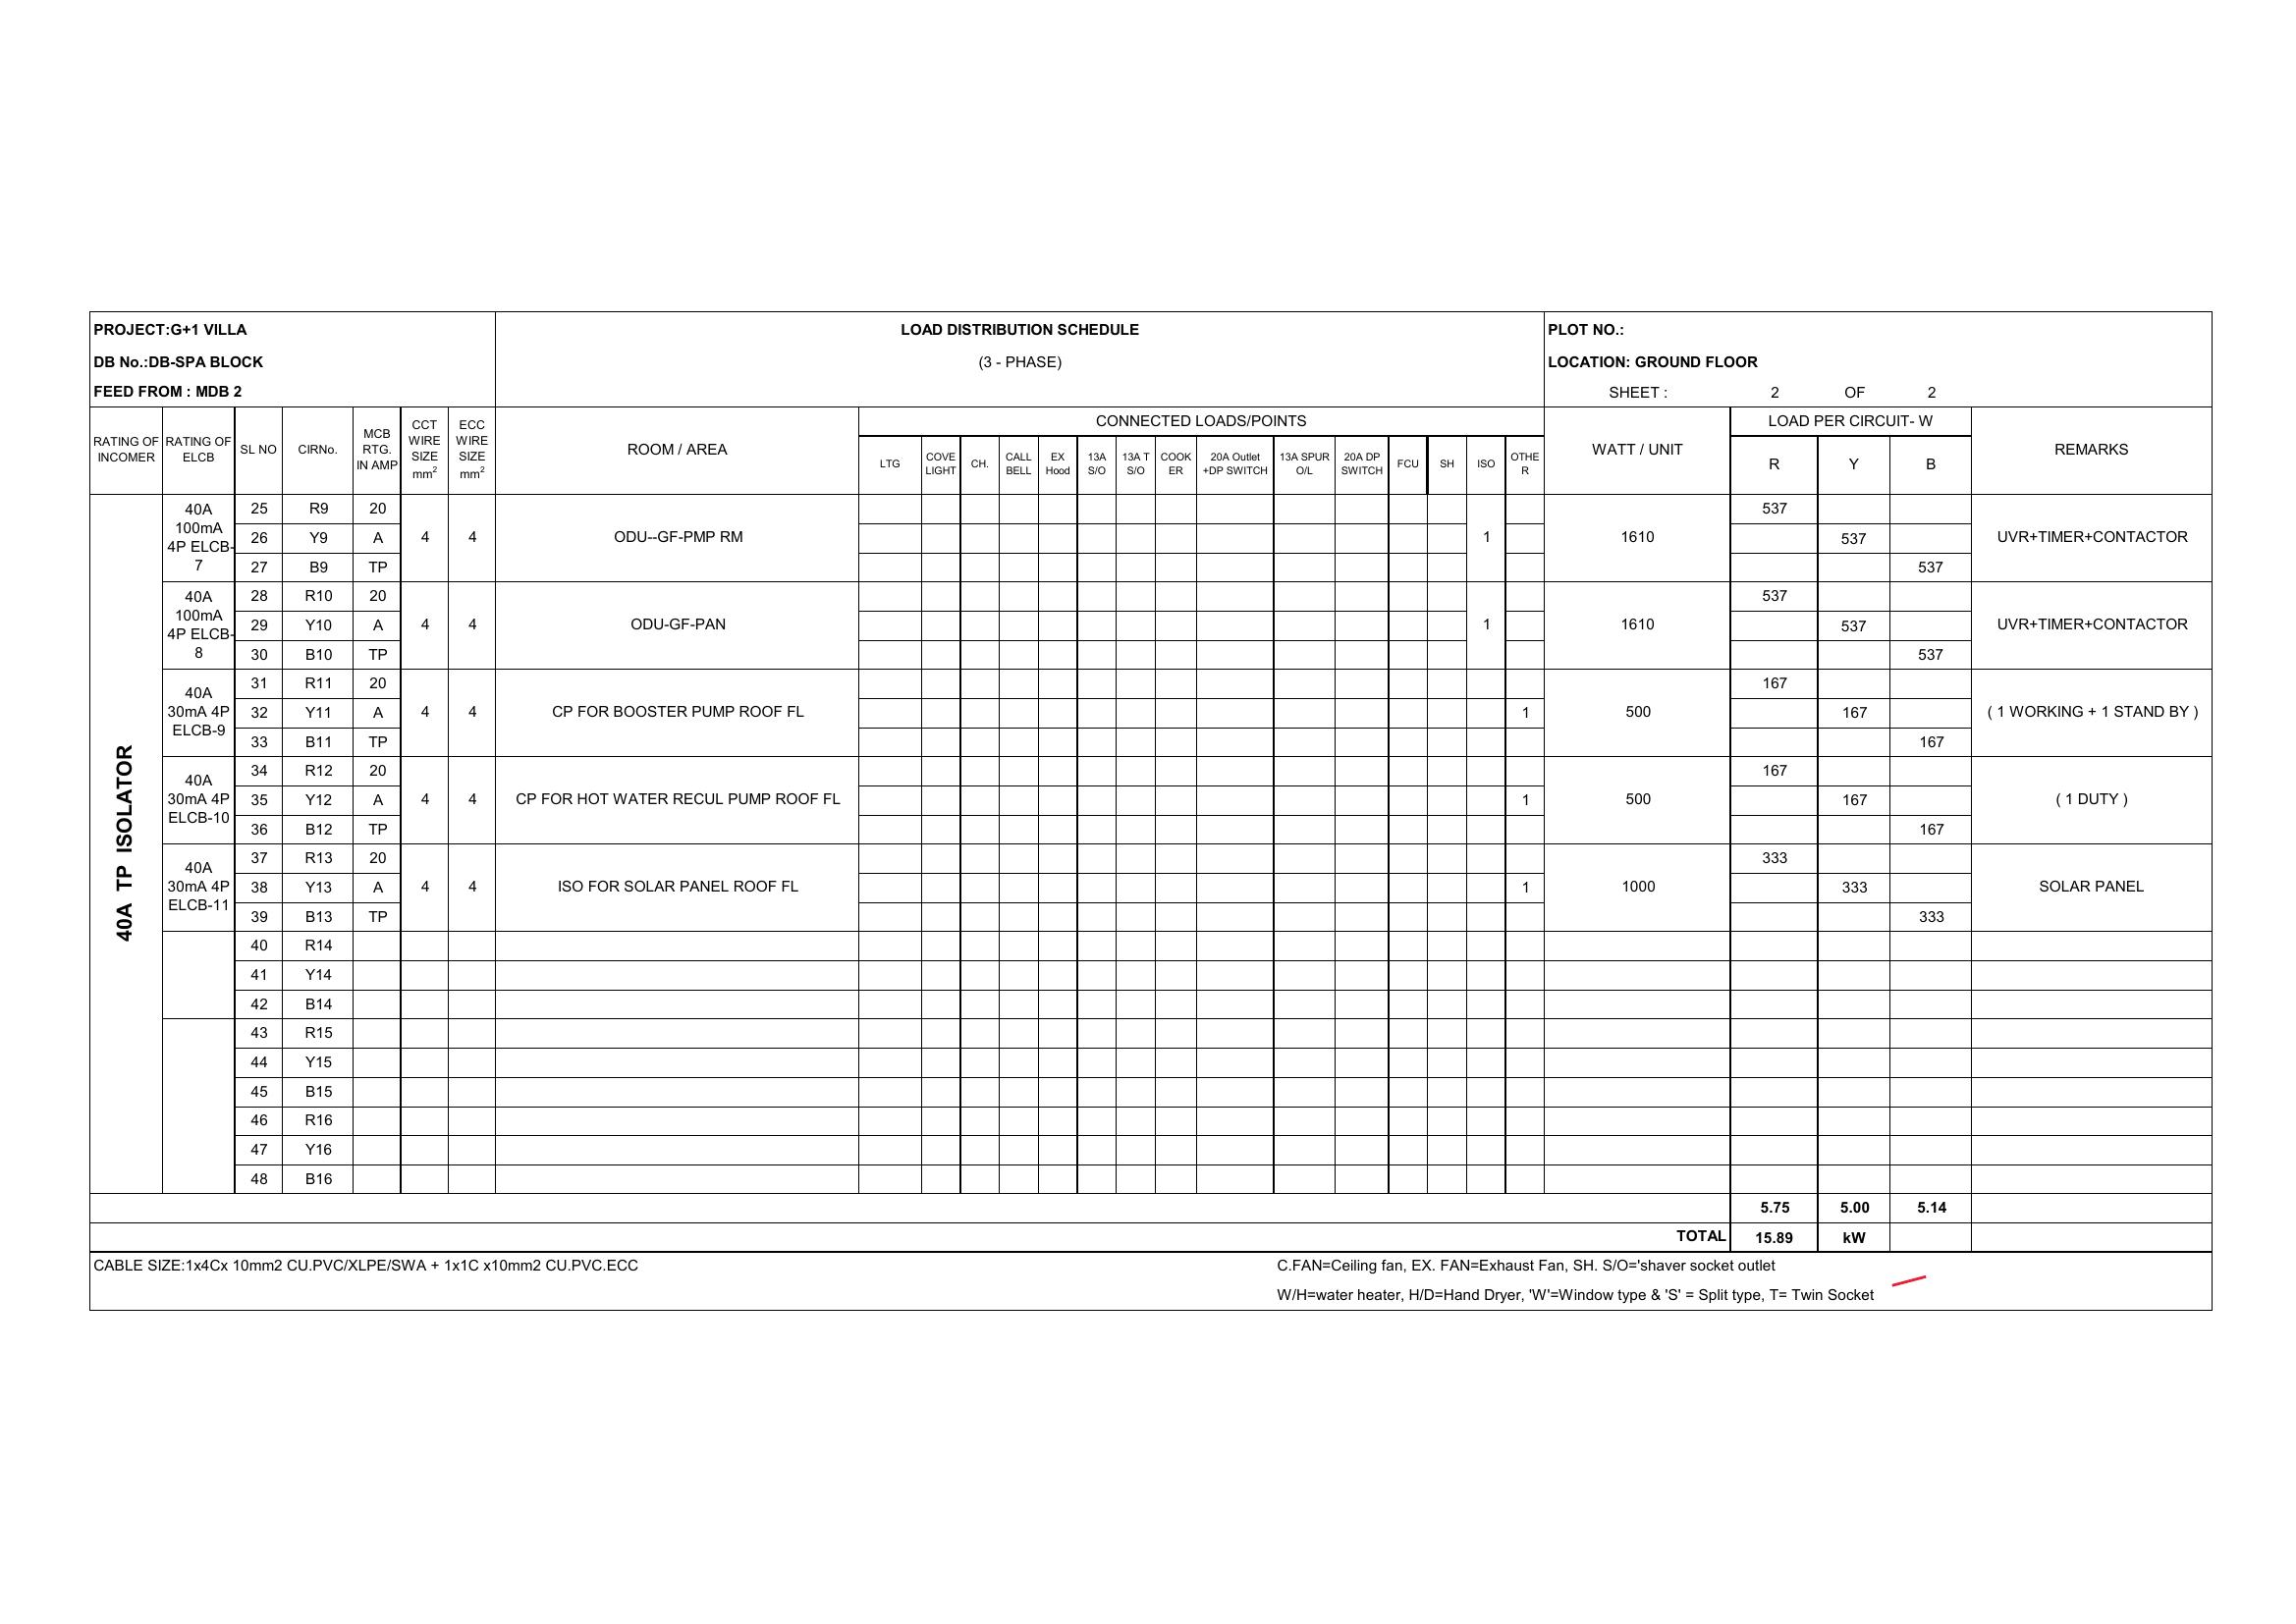 PROJECT:G+1 VILLA
DB No.:DB-SPA BLOCK
FEED FROM : MDB 2
LOAD DISTRIBUTION SCHEDULE
(3 - PHASE)
PLOT NO.:
LOCATION: GROUND FLOOR
SHEET : 2 OF 2
RATING OF INCOMER
RATING OF ELCB
SL NO
CIRNo.
MCB RTG. IN AMP
CCT WIRE SIZE mm2
ECC WIRE SIZE mm2
ROOM / AREA
CONNECTED LOADS/POINTS
LTG
COVE LIGHT
CH.
CALL BELL
EX Hood
13A S/O
13A T S/O
COOK ER
20A Outlet +DP SWITCH
13A SPUR O/L
20A DP SWITCH
FCU
SH
ISO
OTHE R
WATT / UNIT
LOAD PER CIRCUIT- W
R Y B
REMARKS
40A TP ISOLATOR
40A 100mA 4P ELCB-7
25 R9 20 537
26 Y9 A 4 4 ODU--GF-PMP RM 1 1610 537 UVR+TIMER+CONTACTOR
27 B9 TP 537
40A 100mA 4P ELCB-8
28 R10 20 537
29 Y10 A 4 4 ODU-GF-PAN 1 1610 537 UVR+TIMER+CONTACTOR
30 B10 TP 537
40A 30mA 4P ELCB-9
31 R11 20 167
32 Y11 A 4 4 CP FOR BOOSTER PUMP ROOF FL 1 500 167 ( 1 WORKING + 1 STAND BY )
33 B11 TP 167
40A 30mA 4P ELCB-10
34 R12 20 167
35 Y12 A 4 4 CP FOR HOT WATER RECUL PUMP ROOF FL 1 500 167 ( 1 DUTY )
36 B12 TP 167
40A 30mA 4P ELCB-11
37 R13 20 333
38 Y13 A 4 4 ISO FOR SOLAR PANEL ROOF FL 1 1000 333 SOLAR PANEL
39 B13 TP 333
40 R14
41 Y14
42 B14
43 R15
44 Y15
45 B15
46 R16
47 Y16
48 B16
5.75 5.00 5.14
TOTAL 15.89 kW
CABLE SIZE:1x4Cx 10mm2 CU.PVC/XLPE/SWA + 1x1C x10mm2 CU.PVC.ECC
C.FAN=Ceiling fan, EX. FAN=Exhaust Fan, SH. S/O='shaver socket outlet
W/H=water heater, H/D=Hand Dryer, 'W'=Window type & 'S' = Split type, T= Twin Socket